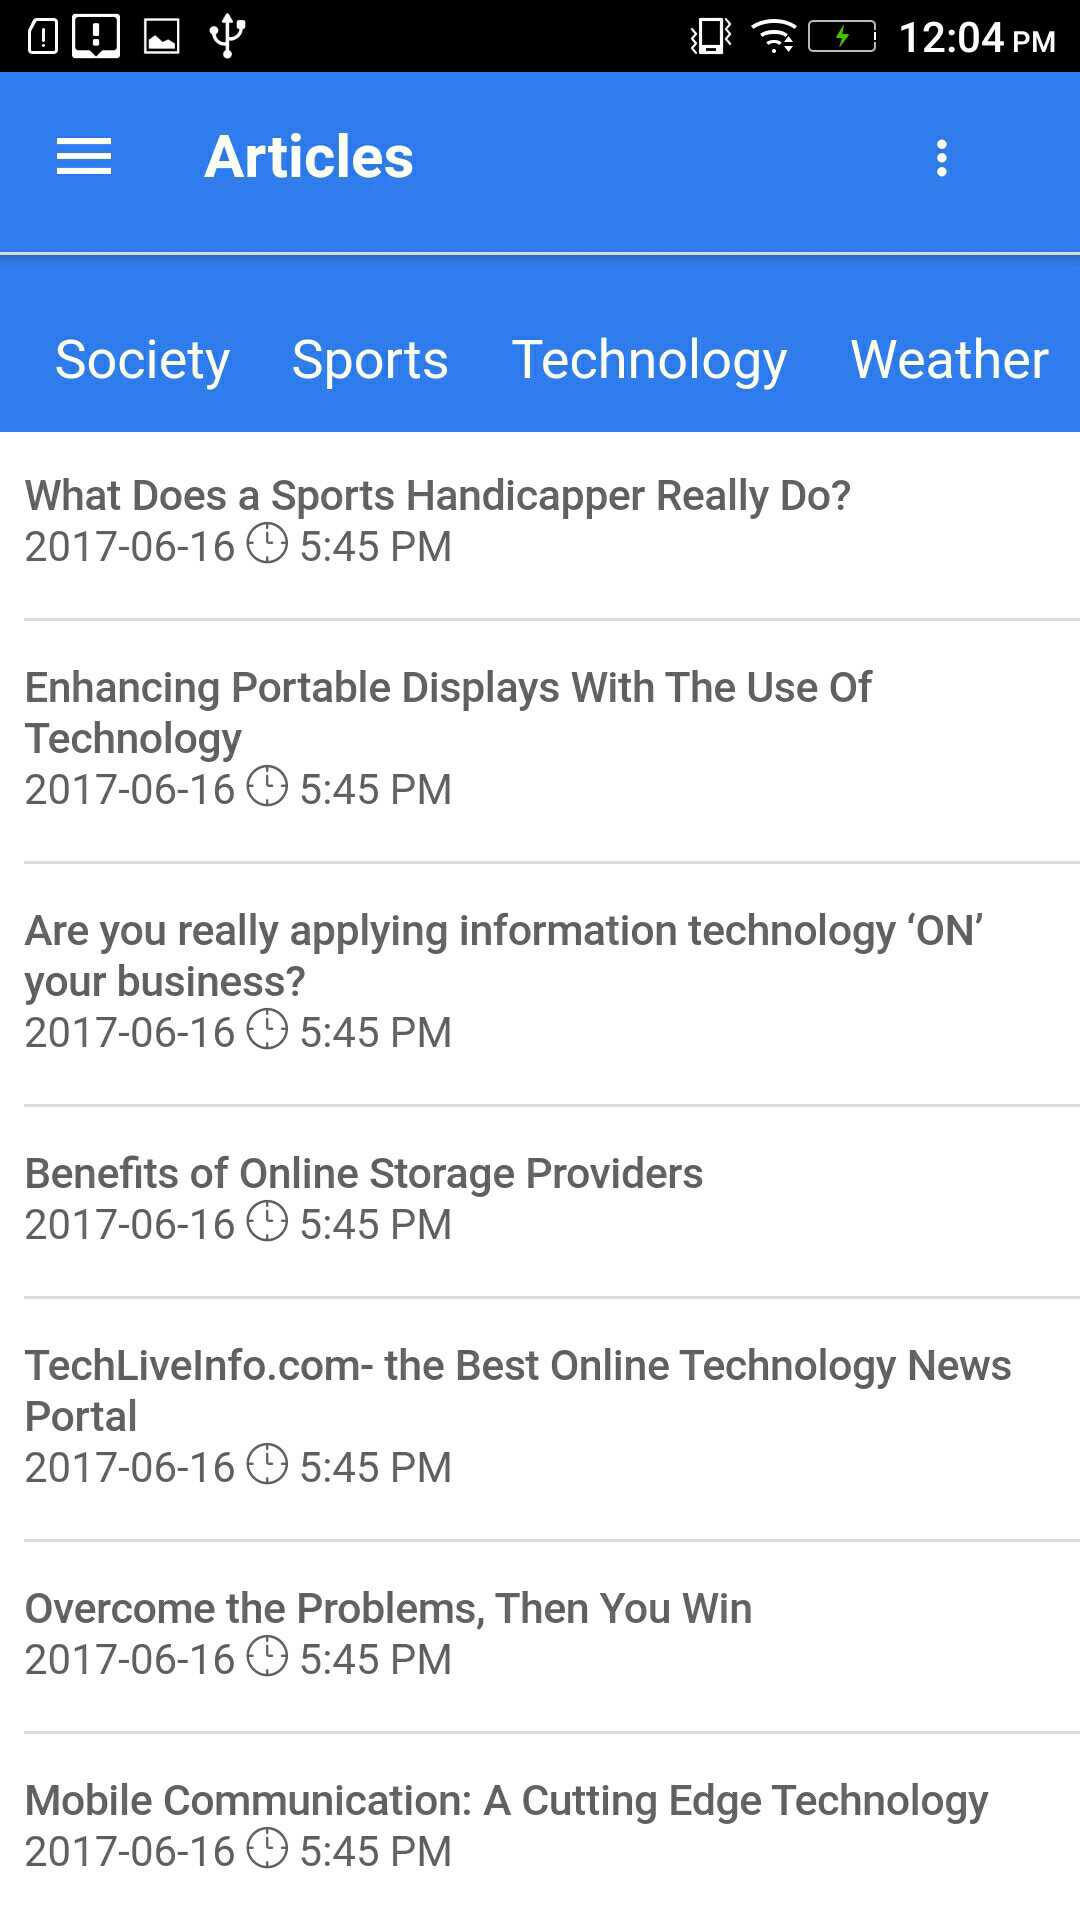 12:04 PM
Articles
Society Sports Technology Weather
What Does a Sports Handicapper Really Do?
2017-06-16 5:45 PM
Enhancing Portable Displays With The Use Of
Technology
2017-06-16 5:45 PM
Are you really applying information technology ‘ON’
your business?
2017-06-16 5:45 PM
Benefits of Online Storage Providers
2017-06-16 5:45 PM
TechLiveInfo.com- the Best Online Technology News
Portal
2017-06-16 5:45 PM
Overcome the Problems, Then You Win
2017-06-16 5:45 PM
Mobile Communication: A Cutting Edge Technology
2017-06-16 5:45 PM